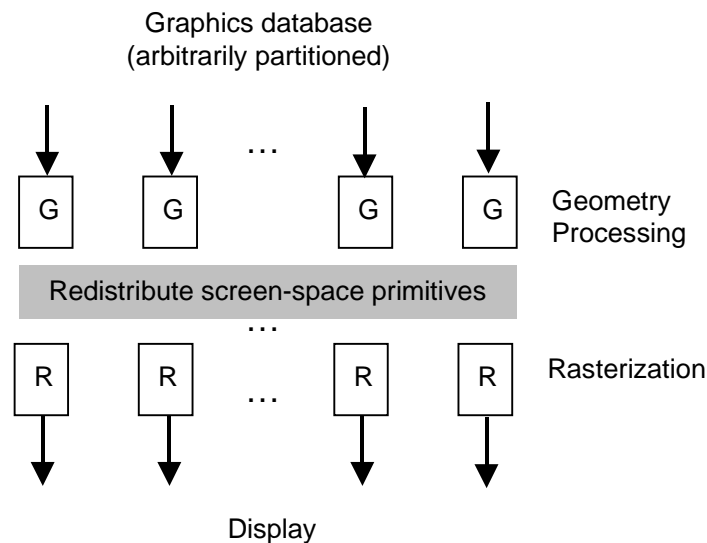 Graphics database
(arbitrarily partitioned)
...
G G G G
Geometry
Processing
Redistribute screen-space primitives
...
R R R R
Rasterization
...
Display